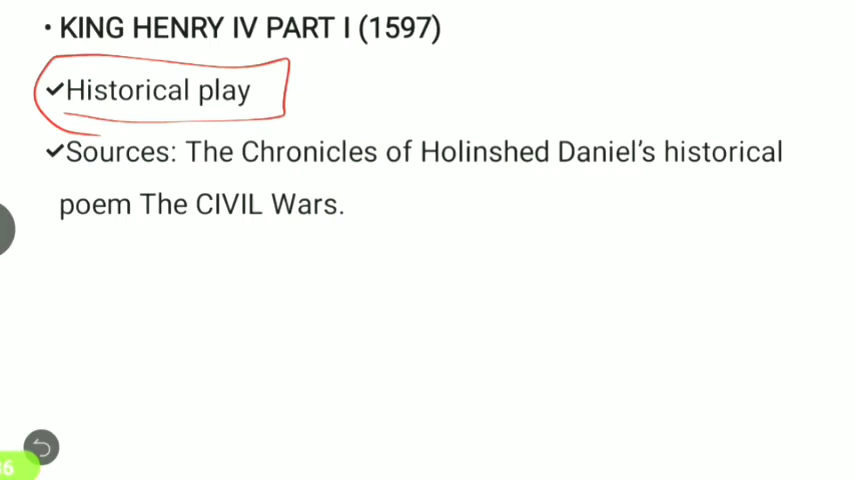 • KING HENRY IV PART I (1597)
✔Historical play
✔Sources: The Chronicles of Holinshed Daniel's historical
poem The CIVIL Wars.